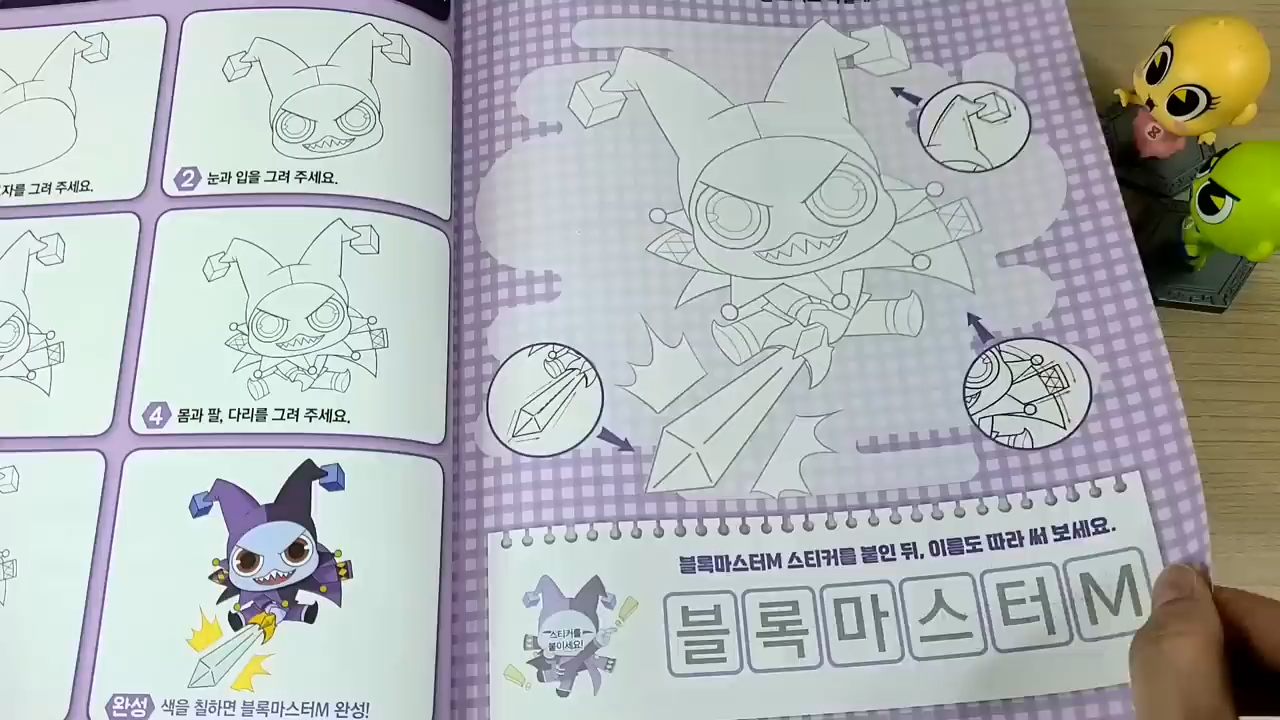 자를 그려 주세요.
2 눈과 입을 그려 주세요.
4 몸과 팔, 다리를 그려 주세요.
완성 색을 칠하면 블록마스터M 완성!
블록마스터M 스티커를 붙인 뒤, 이름도 따라 써 보세요.
스티커를
붙이세요!
블록마스터M